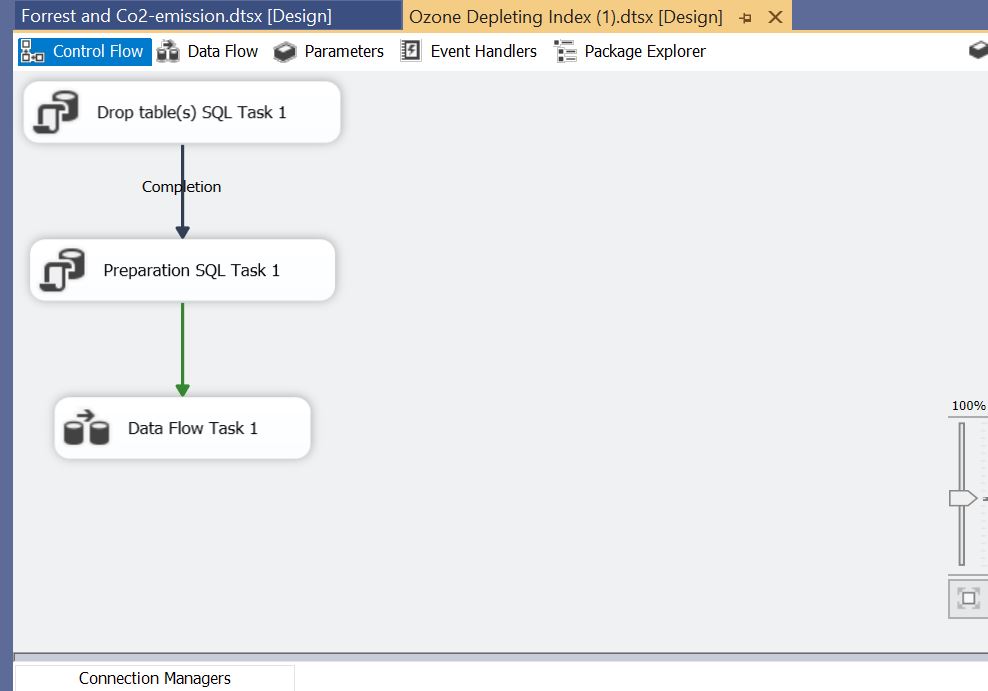 Forrest and Co2-emission.dtsx [Design]
Ozone Depleting Index (1).dtsx [Design]
Control Flow
Data Flow
Parameters
Event Handlers
Package Explorer
Drop table(s) SQL Task 1
Completion
Preparation SQL Task 1
100%
Data Flow Task 1
Connection Managers